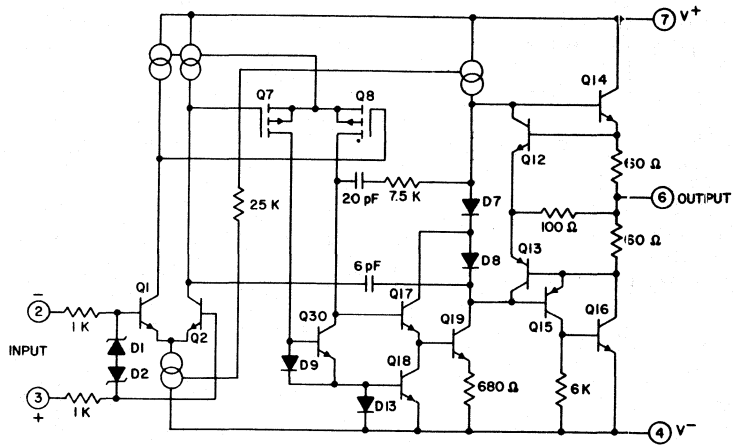 7 V+
Q14
Q7
Q8
Q12
60 Ω
6 OUTPUT
20 pF
7.5 K
D7
25 K
100 Ω
60 Ω
D8
Q13
6 pF
Q1
Q17
−
2
1 K
Q2
Q30
Q19
Q15
Q16
D1
INPUT
D2
D9
Q18
680 Ω
6K
3
+
1 K
D13
4 V−